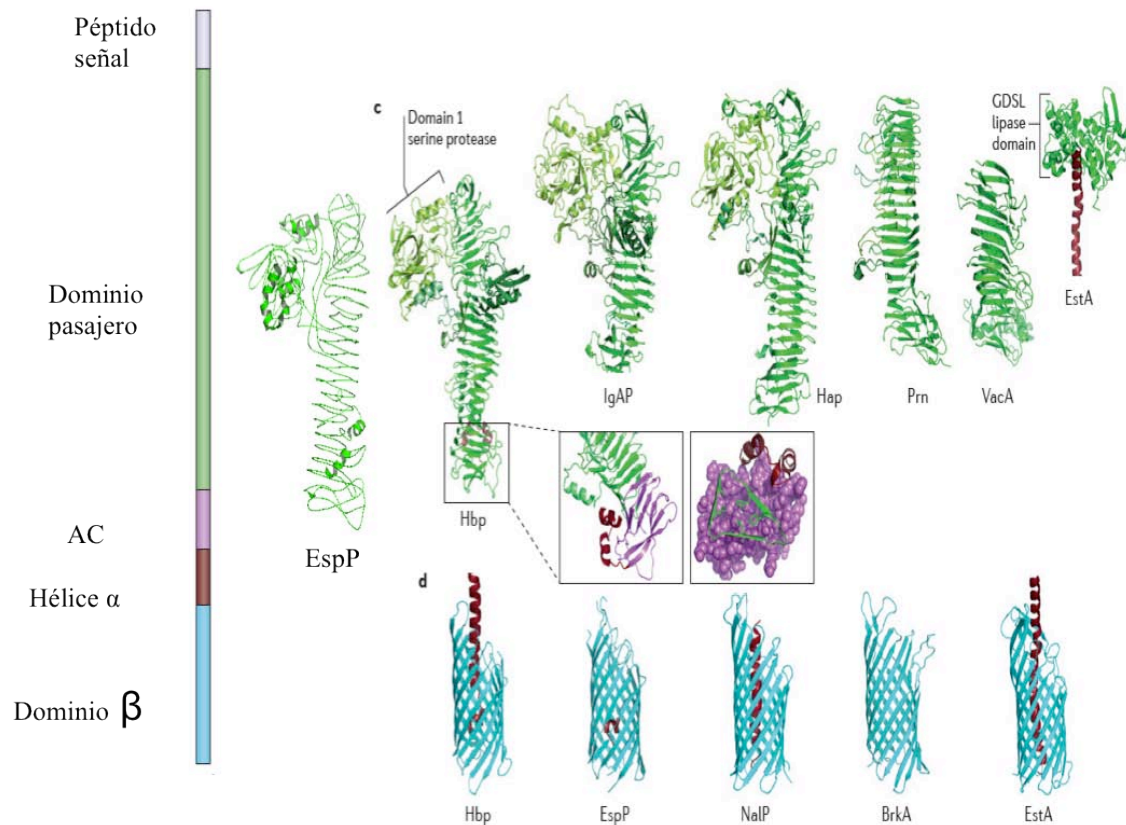 Péptido
señal
Dominio
pasajero
AC
Hélice α
Dominio β
EspP
c
Domain 1
serine protease
Hbp
IgAP
Hap
Prn
VacA
GDSL
lipase
domain
EstA
d
Hbp
EspP
NalP
BrkA
EstA